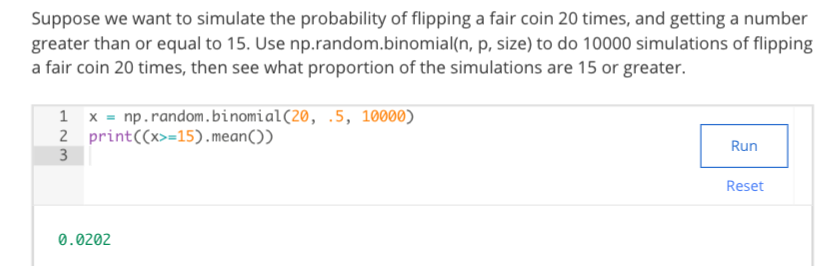 Suppose we want to simulate the probability of flipping a fair coin 20 times, and getting a number
greater than or equal to 15. Use np.random.binomial(n, p, size) to do 10000 simulations of flipping
a fair coin 20 times, then see what proportion of the simulations are 15 or greater.
1 x = np.random.binomial(20, .5, 10000)
2 print((x>=15).mean())
3
Run
Reset
0.0202